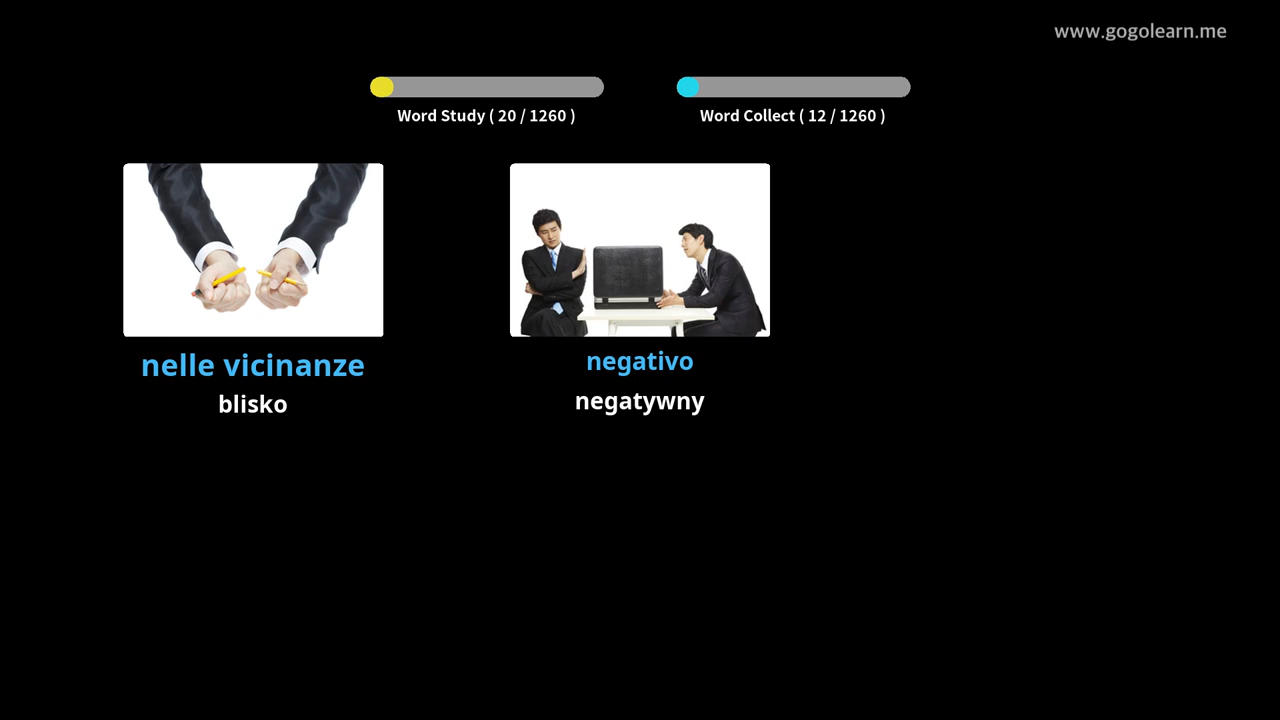 www.gogolearn.me
Word Study ( 20 / 1260 )
Word Collect ( 12 / 1260 )
nelle vicinanze
blisko
negativo
negatywny